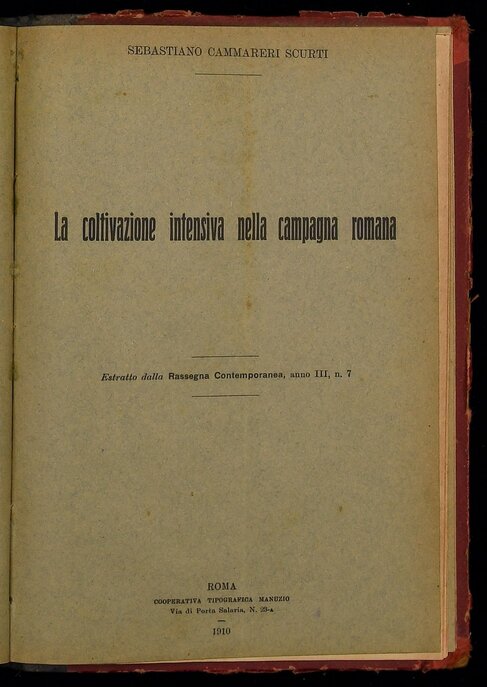 SEBASTIANO CAMMARERI SCURTI
La coltivazione intensiva nella campagna romana
Estratto dalla Rassegna Contemporanea, anno III, n. 7
ROMA
COOPERATIVA TIPOGRAFICA MANUZIO
Via di Porta Salaria, N. 23-A
1910